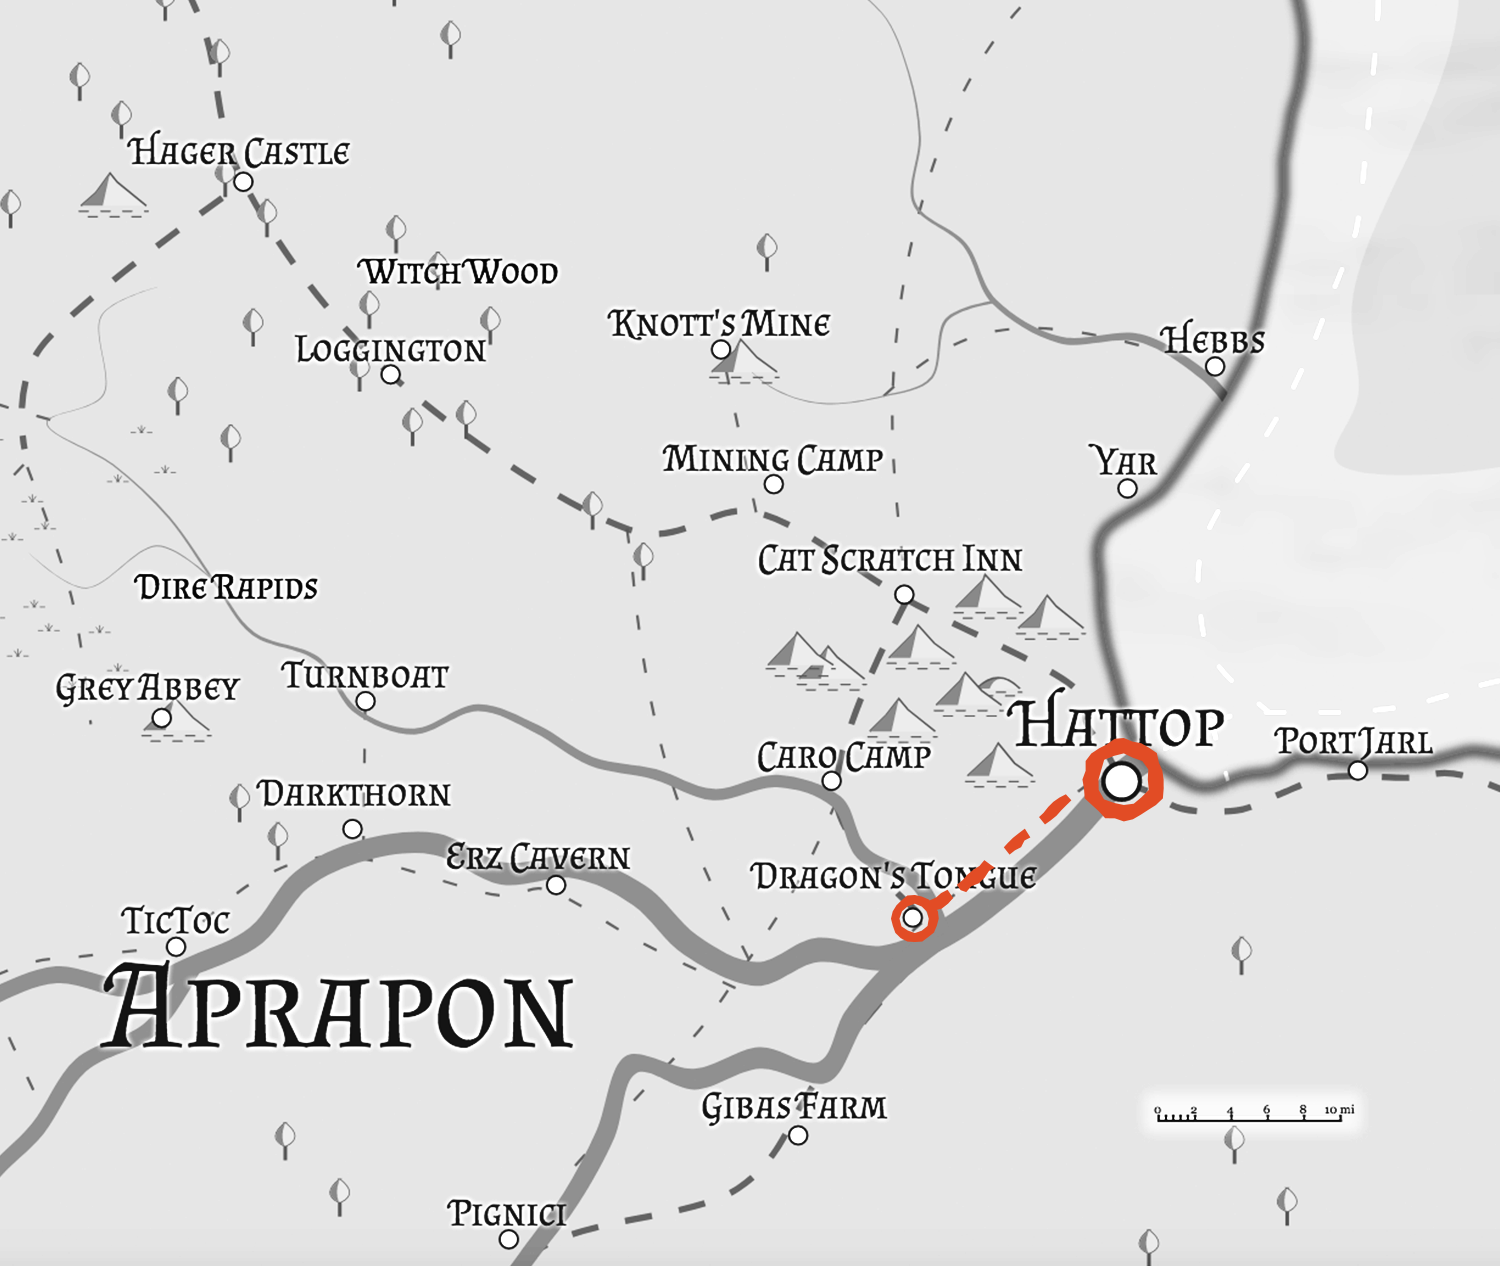 Hager Castle
WitchWood
Knott's Mine
Loggington
Hebbs
Mining Camp
Yar
Cat Scratch Inn
Dire Rapids
Grey Abbey
Turnboat
Hattop
Port Jarl
Caro Camp
Darkthorn
Erz Cavern
Dragon's Tongue
TicToc
Aprapon
Gibas Farm
0 2 4 6 8 10 mi
Pignici